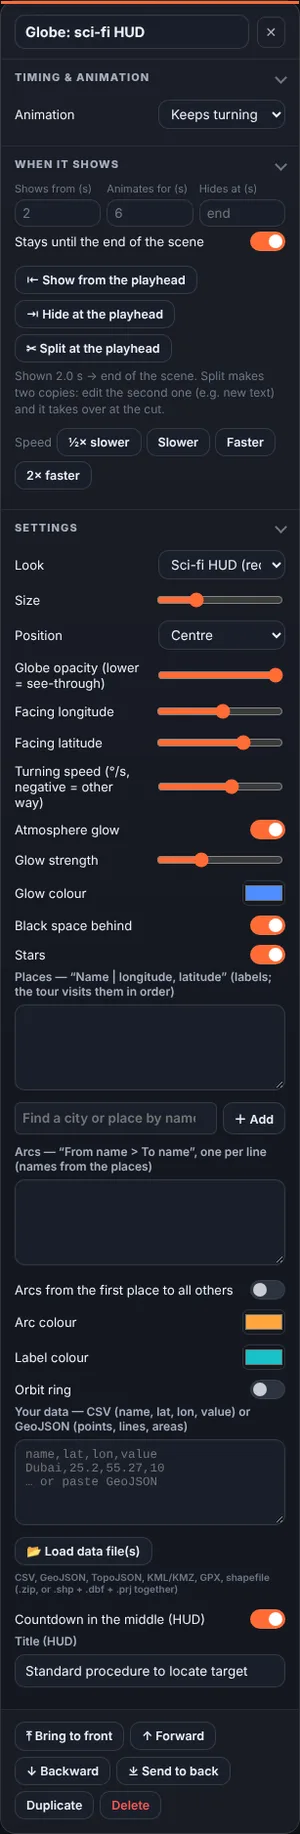 Globe: sci-fi HUD
×
TIMING & ANIMATION
Animation
Keeps turning
WHEN IT SHOWS
Shows from (s)
Animates for (s)
Hides at (s)
2
6
end
Stays until the end of the scene
⇤ Show from the playhead
⇥ Hide at the playhead
✂ Split at the playhead
Shown 2.0 s → end of the scene. Split makes
two copies: edit the second one (e.g. new text)
and it takes over at the cut.
Speed
½× slower
Slower
Faster
2× faster
SETTINGS
Look
Sci-fi HUD (rec
Size
Position
Centre
Globe opacity (lower
= see-through)
Facing longitude
Facing latitude
Turning speed (°/s,
negative = other
way)
Atmosphere glow
Glow strength
Glow colour
Black space behind
Stars
Places — “Name | longitude, latitude” (labels;
the tour visits them in order)
Find a city or place by name
+ Add
Arcs — “From name > To name”, one per line
(names from the places)
Arcs from the first place to all others
Arc colour
Label colour
Orbit ring
Your data — CSV (name, lat, lon, value) or
GeoJSON (points, lines, areas)
name,lat,lon,value
Dubai,25.2,55.27,10
… or paste GeoJSON
📂 Load data file(s)
CSV, GeoJSON, TopoJSON, KML/KMZ, GPX, shapefile
(.zip, or .shp + .dbf + .prj together)
Countdown in the middle (HUD)
Title (HUD)
Standard procedure to locate target
⤒ Bring to front
↑ Forward
↓ Backward
⤓ Send to back
Duplicate
Delete